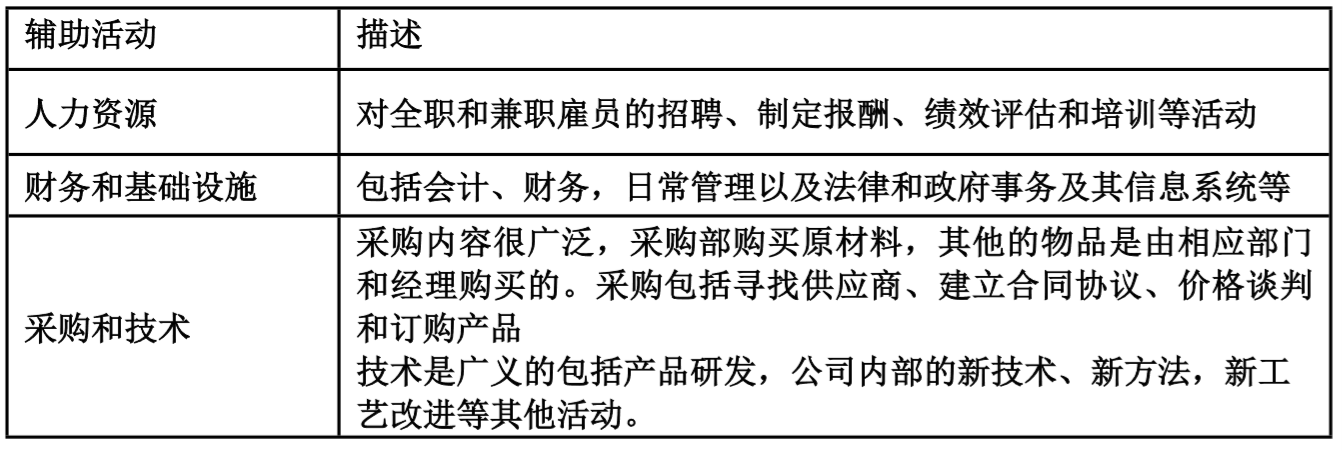 辅助活动 描述
人力资源 对全职和兼职雇员的招聘、制定报酬、绩效评估和培训等活动
财务和基础设施 包括会计、财务，日常管理以及法律和政府事务及其信息系统等
采购和技术
采购内容很广泛，采购部购买原材料，其他的物品是由相应部门
和经理购买的。采购包括寻找供应商、建立合同协议、价格谈判
和订购产品
技术是广义的包括产品研发，公司内部的新技术、新方法，新工
艺改进等其他活动。